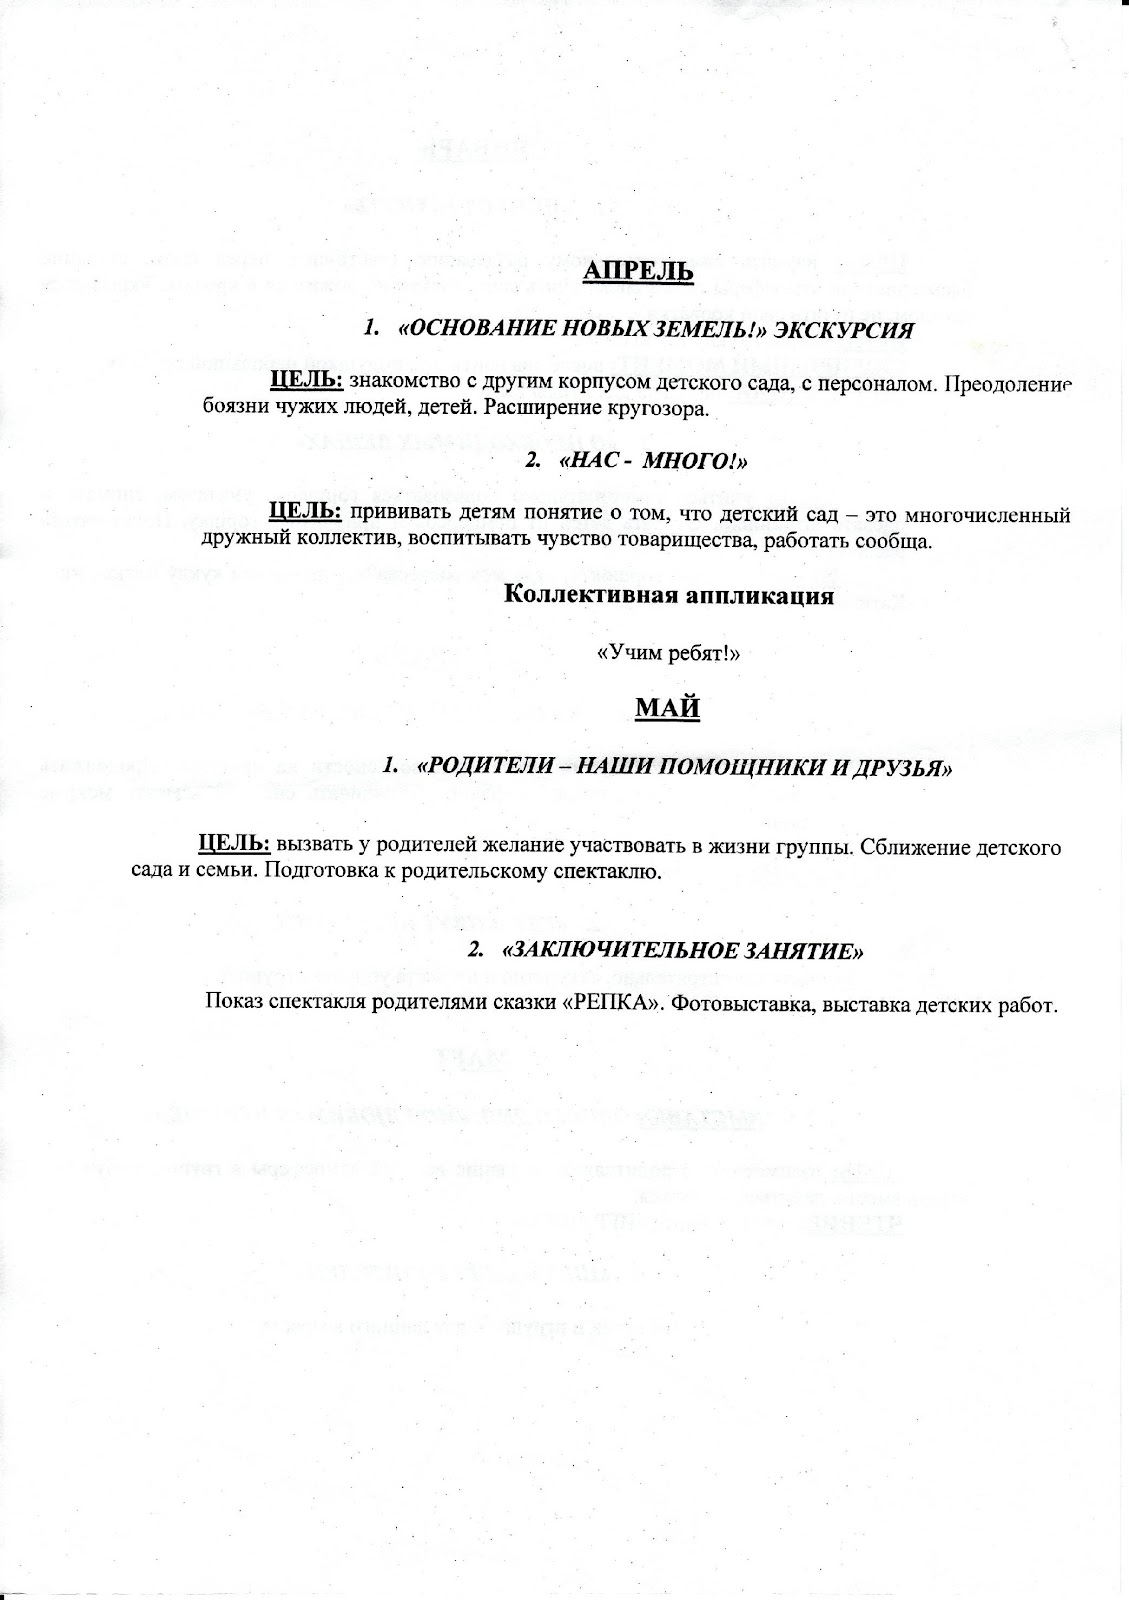 АПРЕЛЬ
1. «ОСНОВАНИЕ НОВЫХ ЗЕМЕЛЬ!» ЭКСКУРСИЯ
ЦЕЛЬ: знакомство с другим корпусом детского сада, с персоналом. Преодоление
боязни чужих людей, детей. Расширение кругозора.
2. «НАС - МНОГО!»
ЦЕЛЬ: прививать детям понятие о том, что детский сад – это многочисленный
дружный коллектив, воспитывать чувство товарищества, работать сообща.
Коллективная аппликация
«Учим ребят!»
МАЙ
1. «РОДИТЕЛИ – НАШИ ПОМОЩНИКИ И ДРУЗЬЯ»
ЦЕЛЬ: вызвать у родителей желание участвовать в жизни группы. Сближение детского
сада и семьи. Подготовка к родительскому спектаклю.
2. «ЗАКЛЮЧИТЕЛЬНОЕ ЗАНЯТИЕ»
Показ спектакля родителями сказки «РЕПКА». Фотовыставка, выставка детских работ.